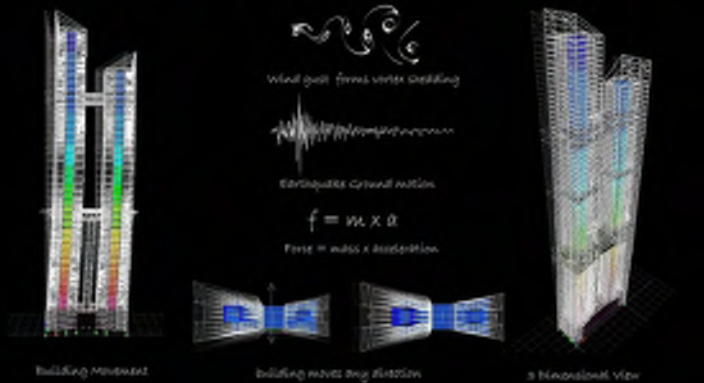 Wind gust forms vortex shedding
Earthquake Ground motion
f = m x a
Forse = mass x acceleration
Building Movement
building moves any direction
3 Dimensional View